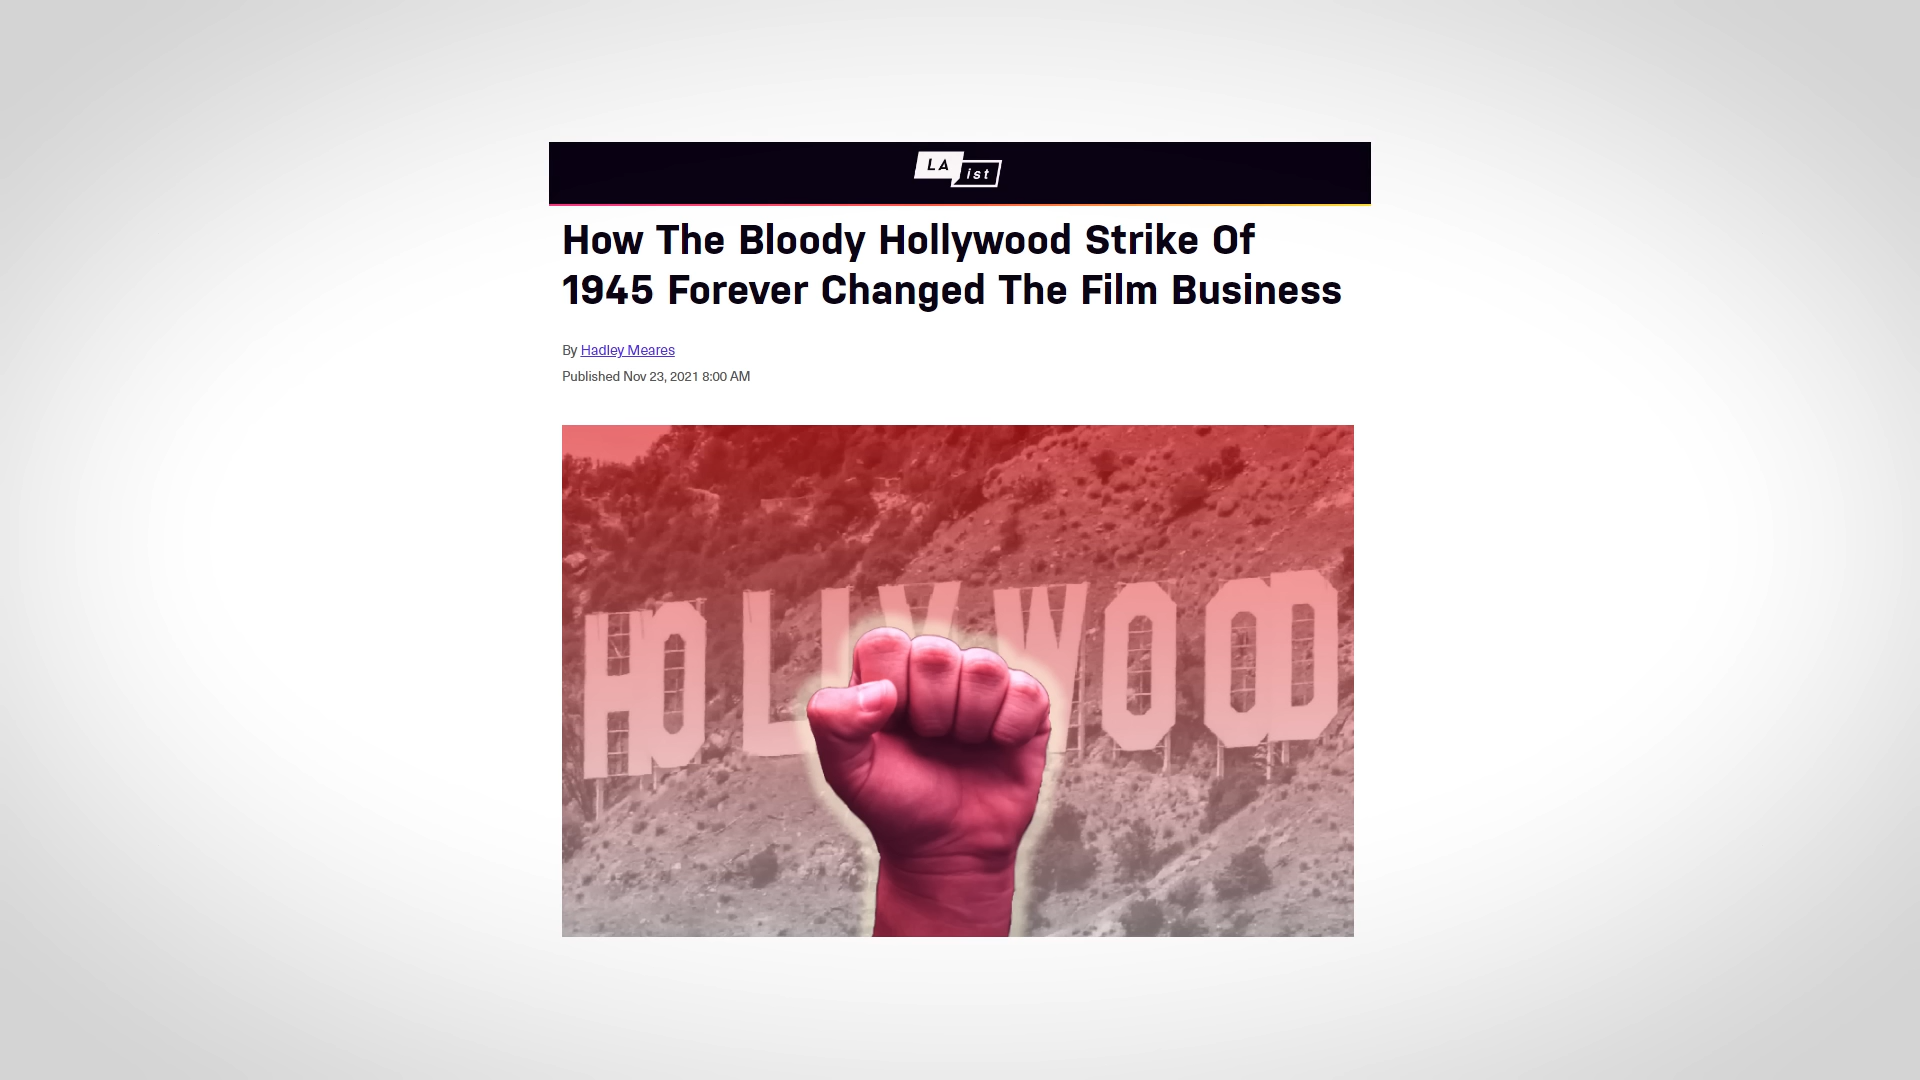 LA
ist
How The Bloody Hollywood Strike Of
1945 Forever Changed The Film Business
By Hadley Meares
Published Nov 23, 2021 8:00 AM
HOLLYWOOD